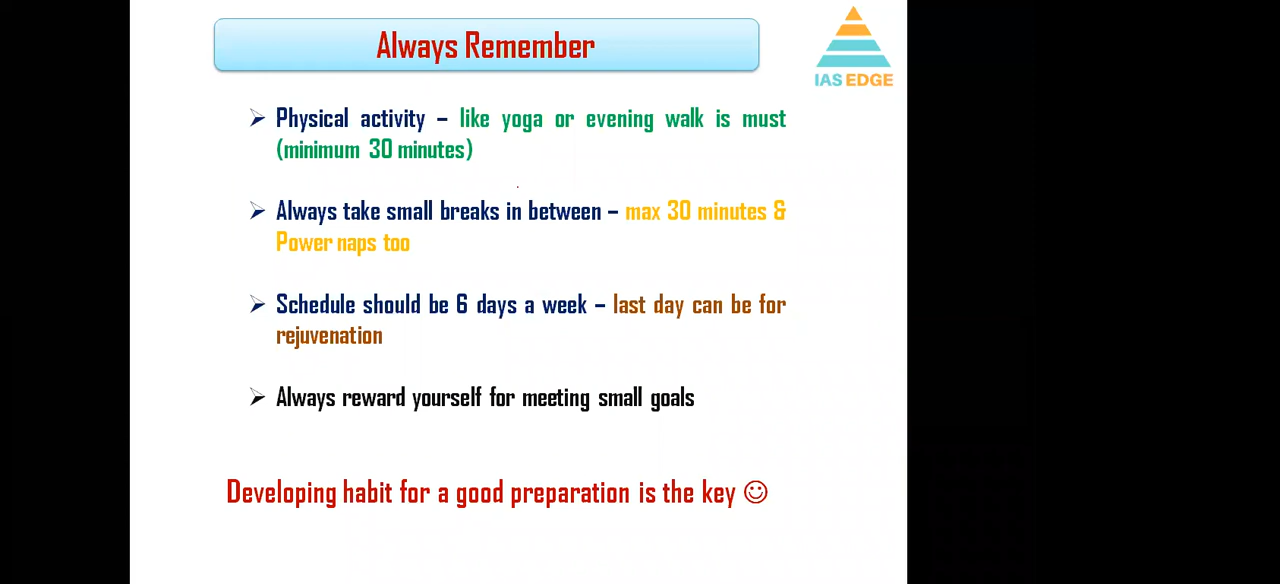 Always Remember
IAS EDGE
➢ Physical activity – like yoga or evening walk is must
(minimum 30 minutes)
➢ Always take small breaks in between – max 30 minutes &
Power naps too
➢ Schedule should be 6 days a week – last day can be for
rejuvenation
➢ Always reward yourself for meeting small goals
Developing habit for a good preparation is the key ☺